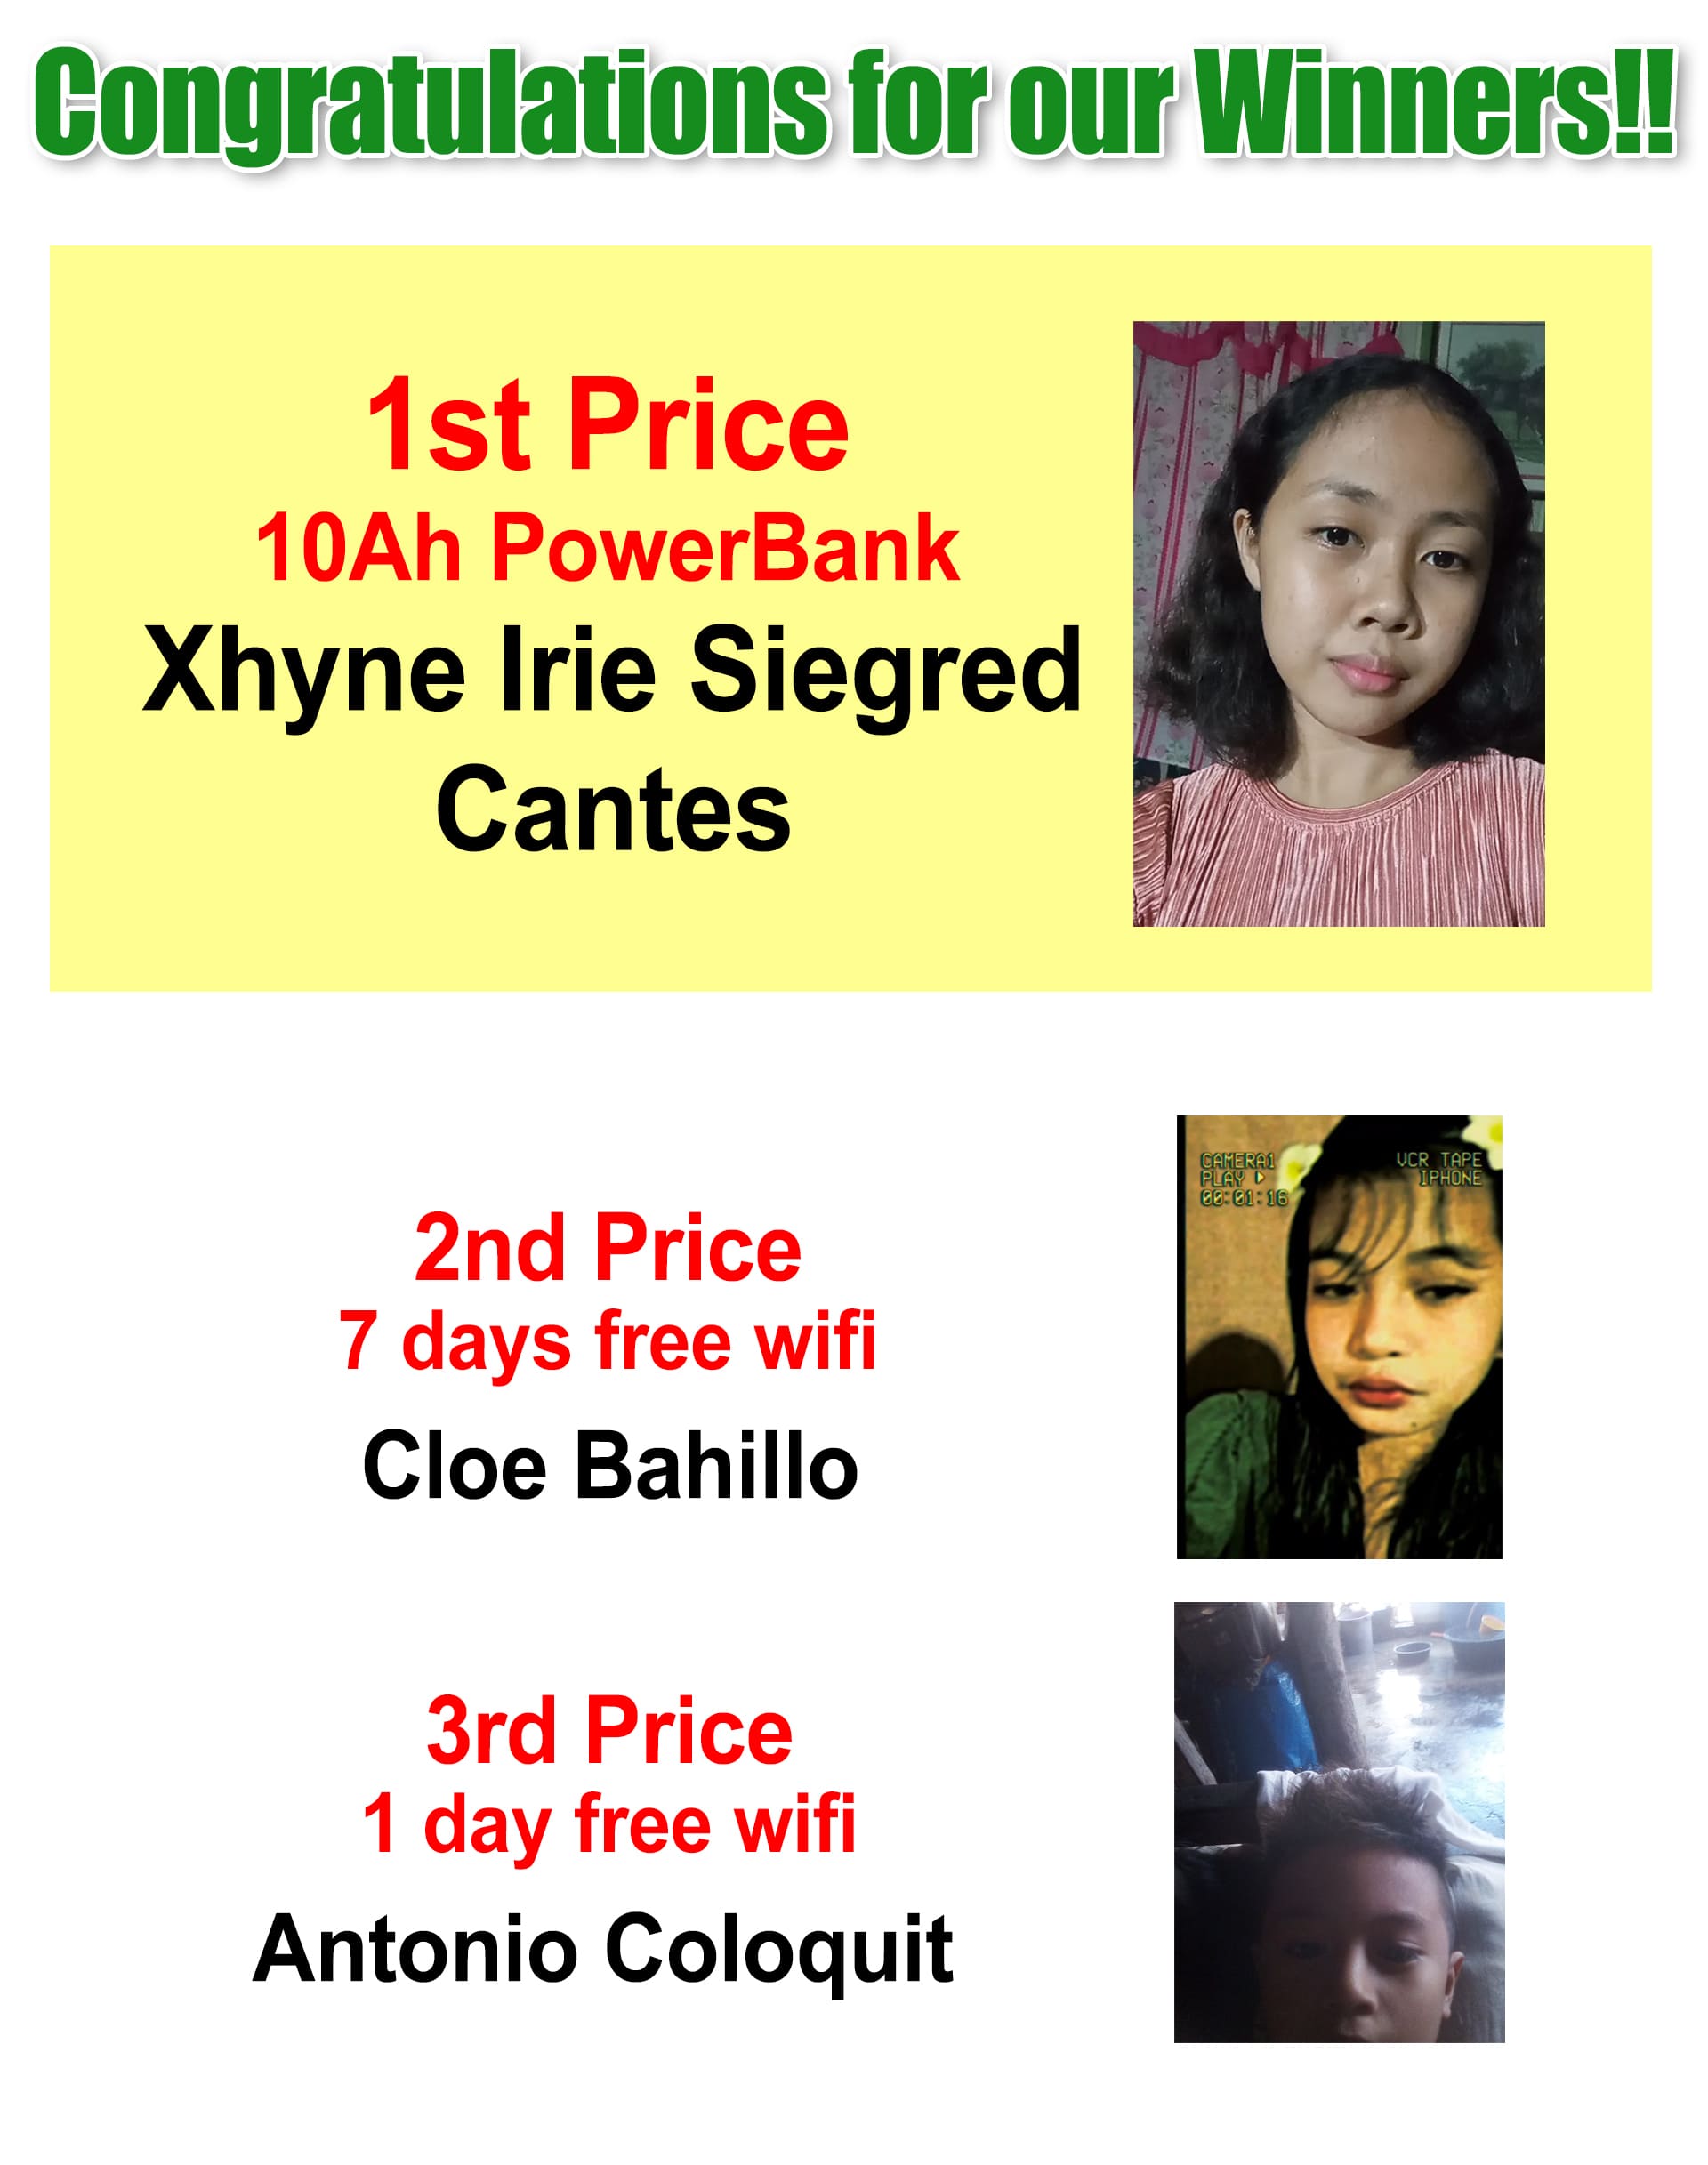 Congratulations for our Winners!!
1st Price
10Ah PowerBank
Xhyne Irie Siegred
Cantes
CAMERA1
PLAY
00:01:16
VCR TAPE
IPHONE
2nd Price
7 days free wifi
Cloe Bahillo
3rd Price
1 day free wifi
Antonio Coloquit